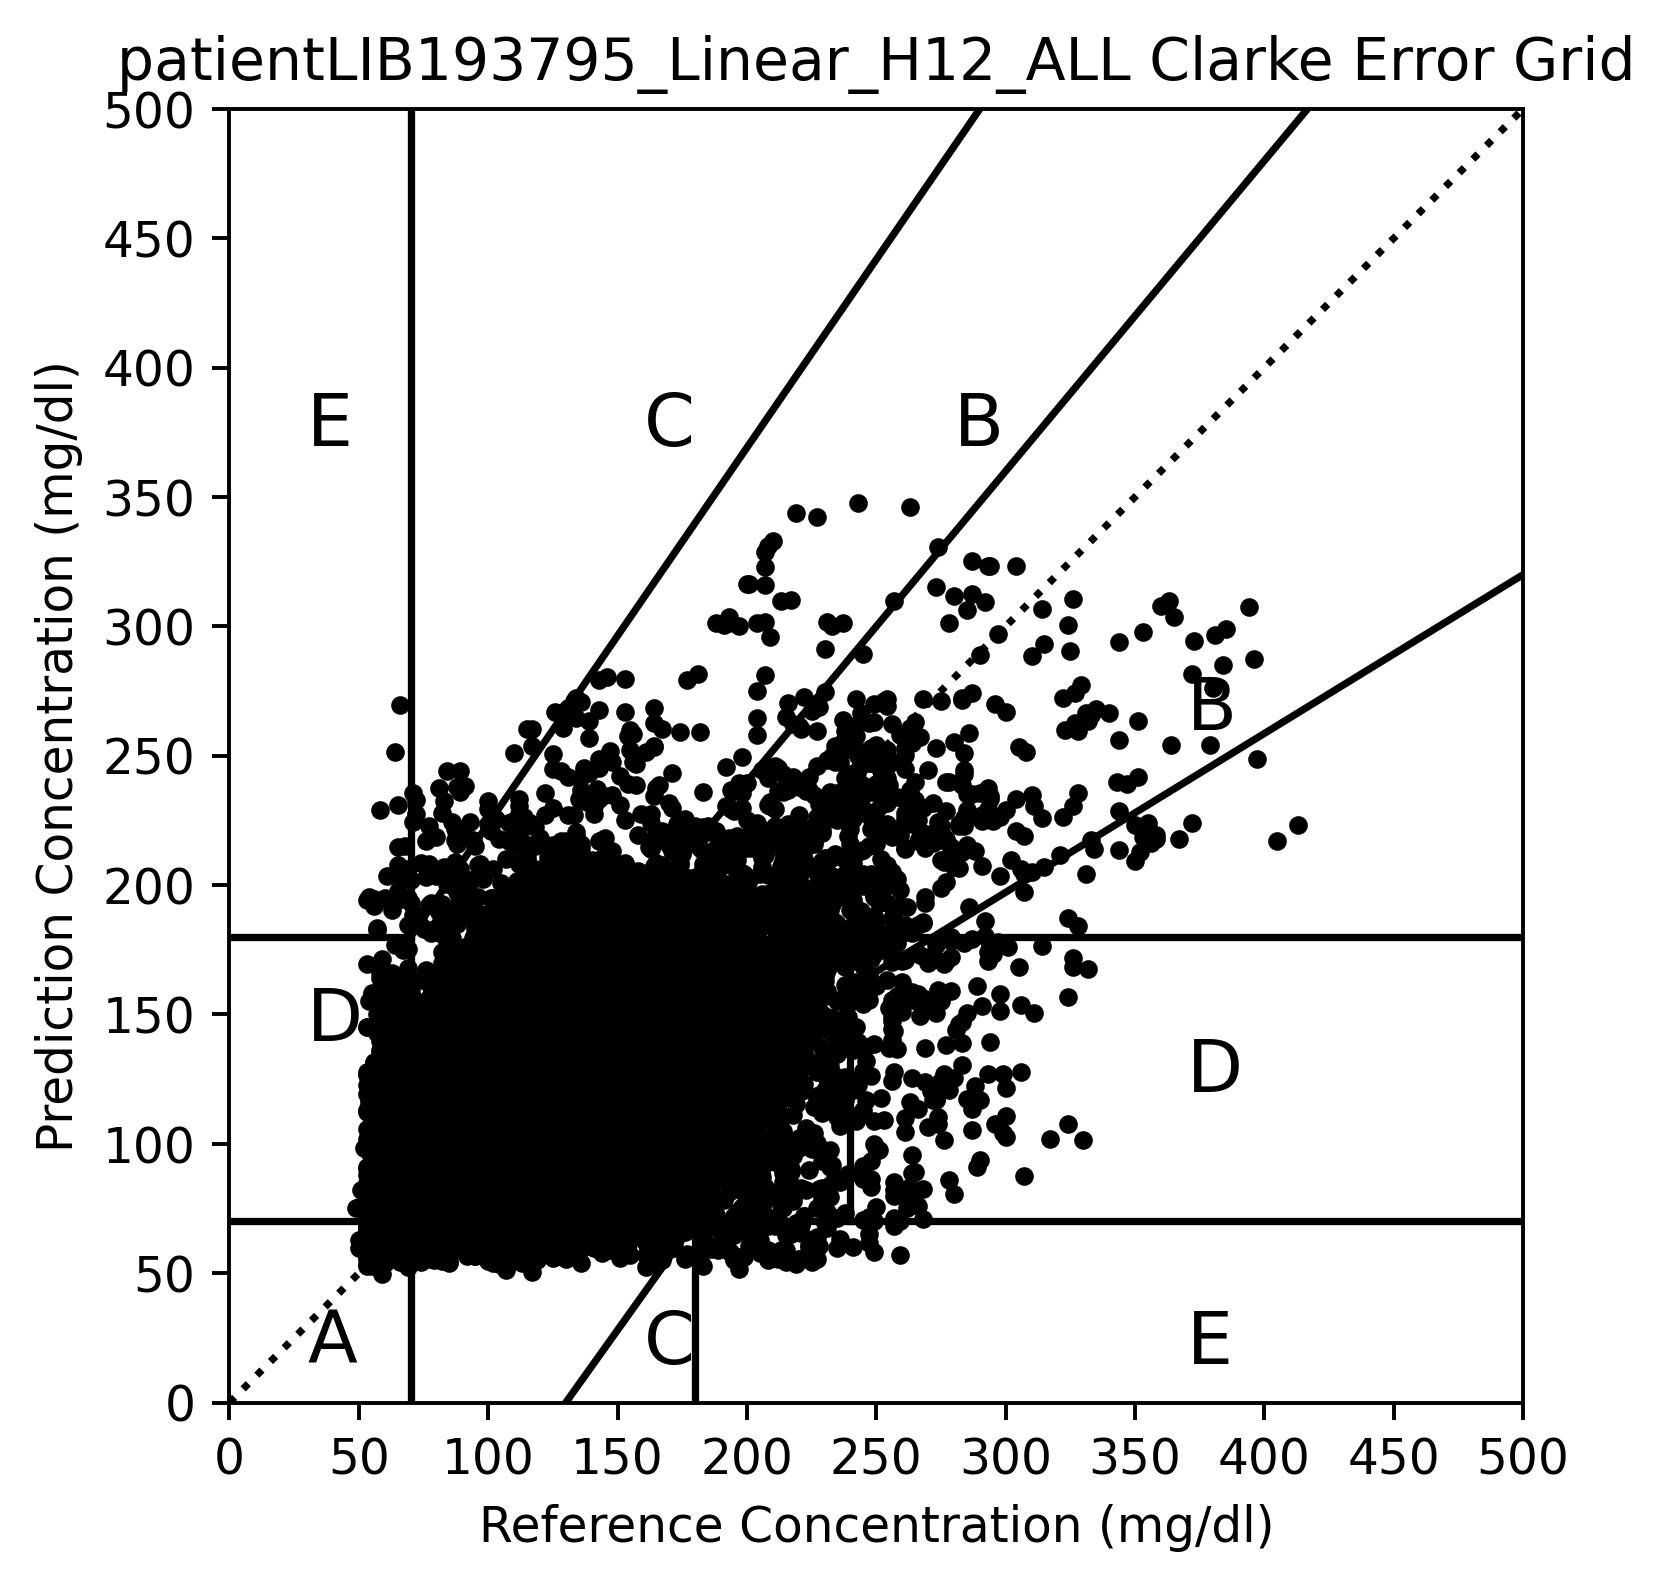 patientLIB193795_Linear_H12_ALL Clarke Error Grid
Prediction Concentration (mg/dl)
500
450
400
350
300
250
200
150
100
50
0
E
C
B
B
D
D
A
C
E
0 50 100 150 200 250 300 350 400 450 500
Reference Concentration (mg/dl)